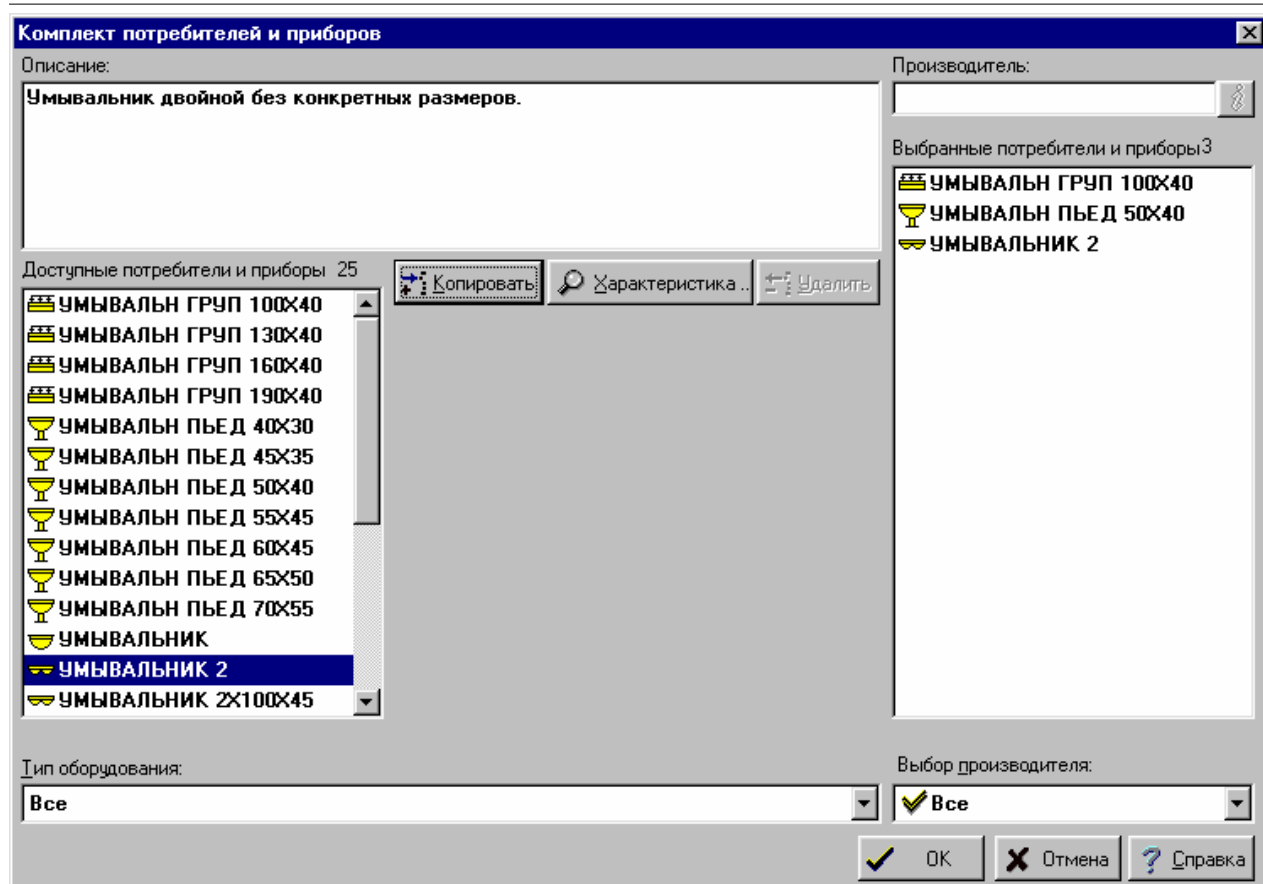 Комплект потребителей и приборов
Описание:
Умывальник двойной без конкретных размеров.
Производитель:
Выбранные потребители и приборы3
УМЫВАЛЬН ГРУП 100X40
УМЫВАЛЬН ПЬЕД 50X40
УМЫВАЛЬНИК 2
Доступные потребители и приборы 25
Копировать
Характеристика ..
Удалить
УМЫВАЛЬН ГРУП 100X40
УМЫВАЛЬН ГРУП 130X40
УМЫВАЛЬН ГРУП 160X40
УМЫВАЛЬН ГРУП 190X40
УМЫВАЛЬН ПЬЕД 40X30
УМЫВАЛЬН ПЬЕД 45X35
УМЫВАЛЬН ПЬЕД 50X40
УМЫВАЛЬН ПЬЕД 55X45
УМЫВАЛЬН ПЬЕД 60X45
УМЫВАЛЬН ПЬЕД 65X50
УМЫВАЛЬН ПЬЕД 70X55
УМЫВАЛЬНИК
УМЫВАЛЬНИК 2
УМЫВАЛЬНИК 2X100X45
Тип оборудования:
Все
Выбор производителя:
Все
OK
Отмена
Справка